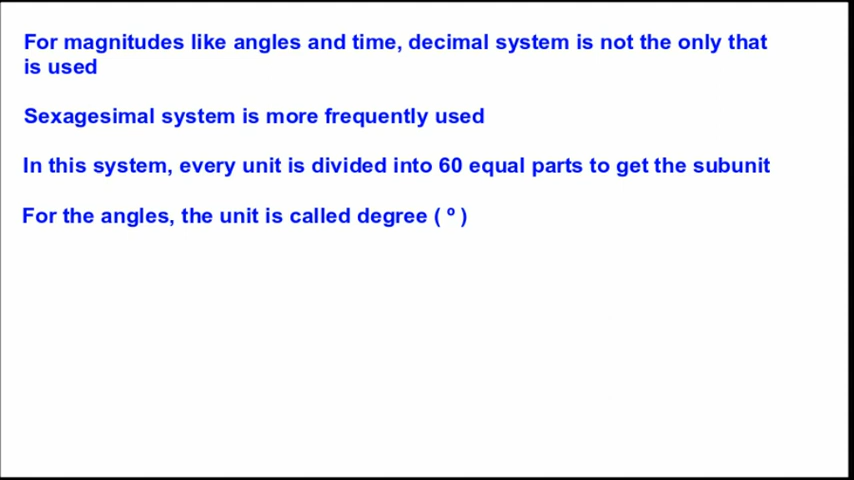 For magnitudes like angles and time, decimal system is not the only that
is used
Sexagesimal system is more frequently used
In this system, every unit is divided into 60 equal parts to get the subunit
For the angles, the unit is called degree ( º )